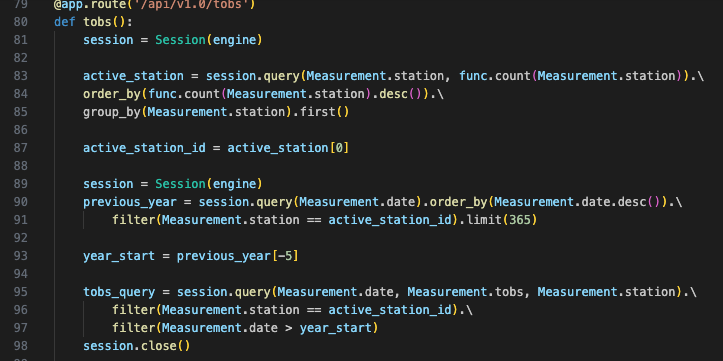 79 @app.route('/api/v1.0/tobs')
80 def tobs():
81     session = Session(engine)
82
83     active_station = session.query(Measurement.station, func.count(Measurement.station)).\
84     order_by(func.count(Measurement.station).desc()).\
85     group_by(Measurement.station).first()
86
87     active_station_id = active_station[0]
88
89     session = Session(engine)
90     previous_year = session.query(Measurement.date).order_by(Measurement.date.desc()).\
91         filter(Measurement.station == active_station_id).limit(365)
92
93     year_start = previous_year[-5]
94
95     tobs_query = session.query(Measurement.date, Measurement.tobs, Measurement.station).\
96         filter(Measurement.station == active_station_id).\
97         filter(Measurement.date > year_start)
98     session.close()